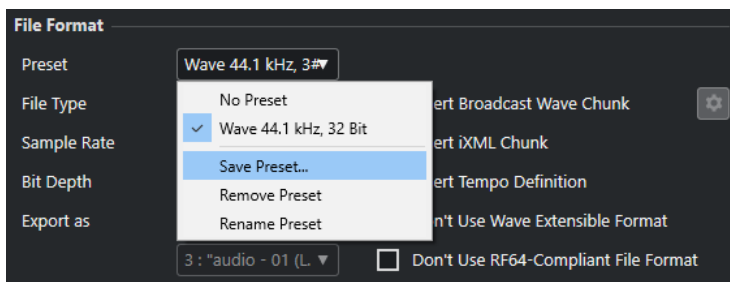 File Format
Preset
Wave 44.1 kHz, 3
File Type
No Preset
ert Broadcast Wave Chunk
Wave 44.1 kHz, 32 Bit
Sample Rate
ert iXML Chunk
Save Preset...
Bit Depth
ert Tempo Definition
Remove Preset
Export as
Rename Preset
n't Use Wave Extensible Format
3 : "audio - 01 (L.
Don't Use RF64-Compliant File Format